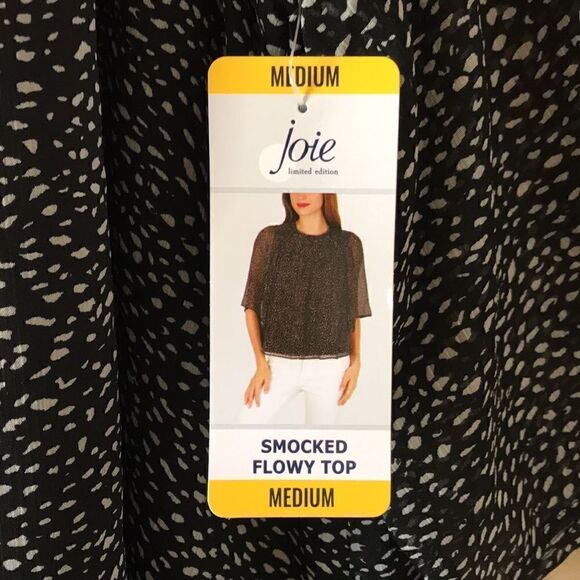 MEDIUM
joie
limited edition
SMOCKED
FLOWY TOP
MEDIUM